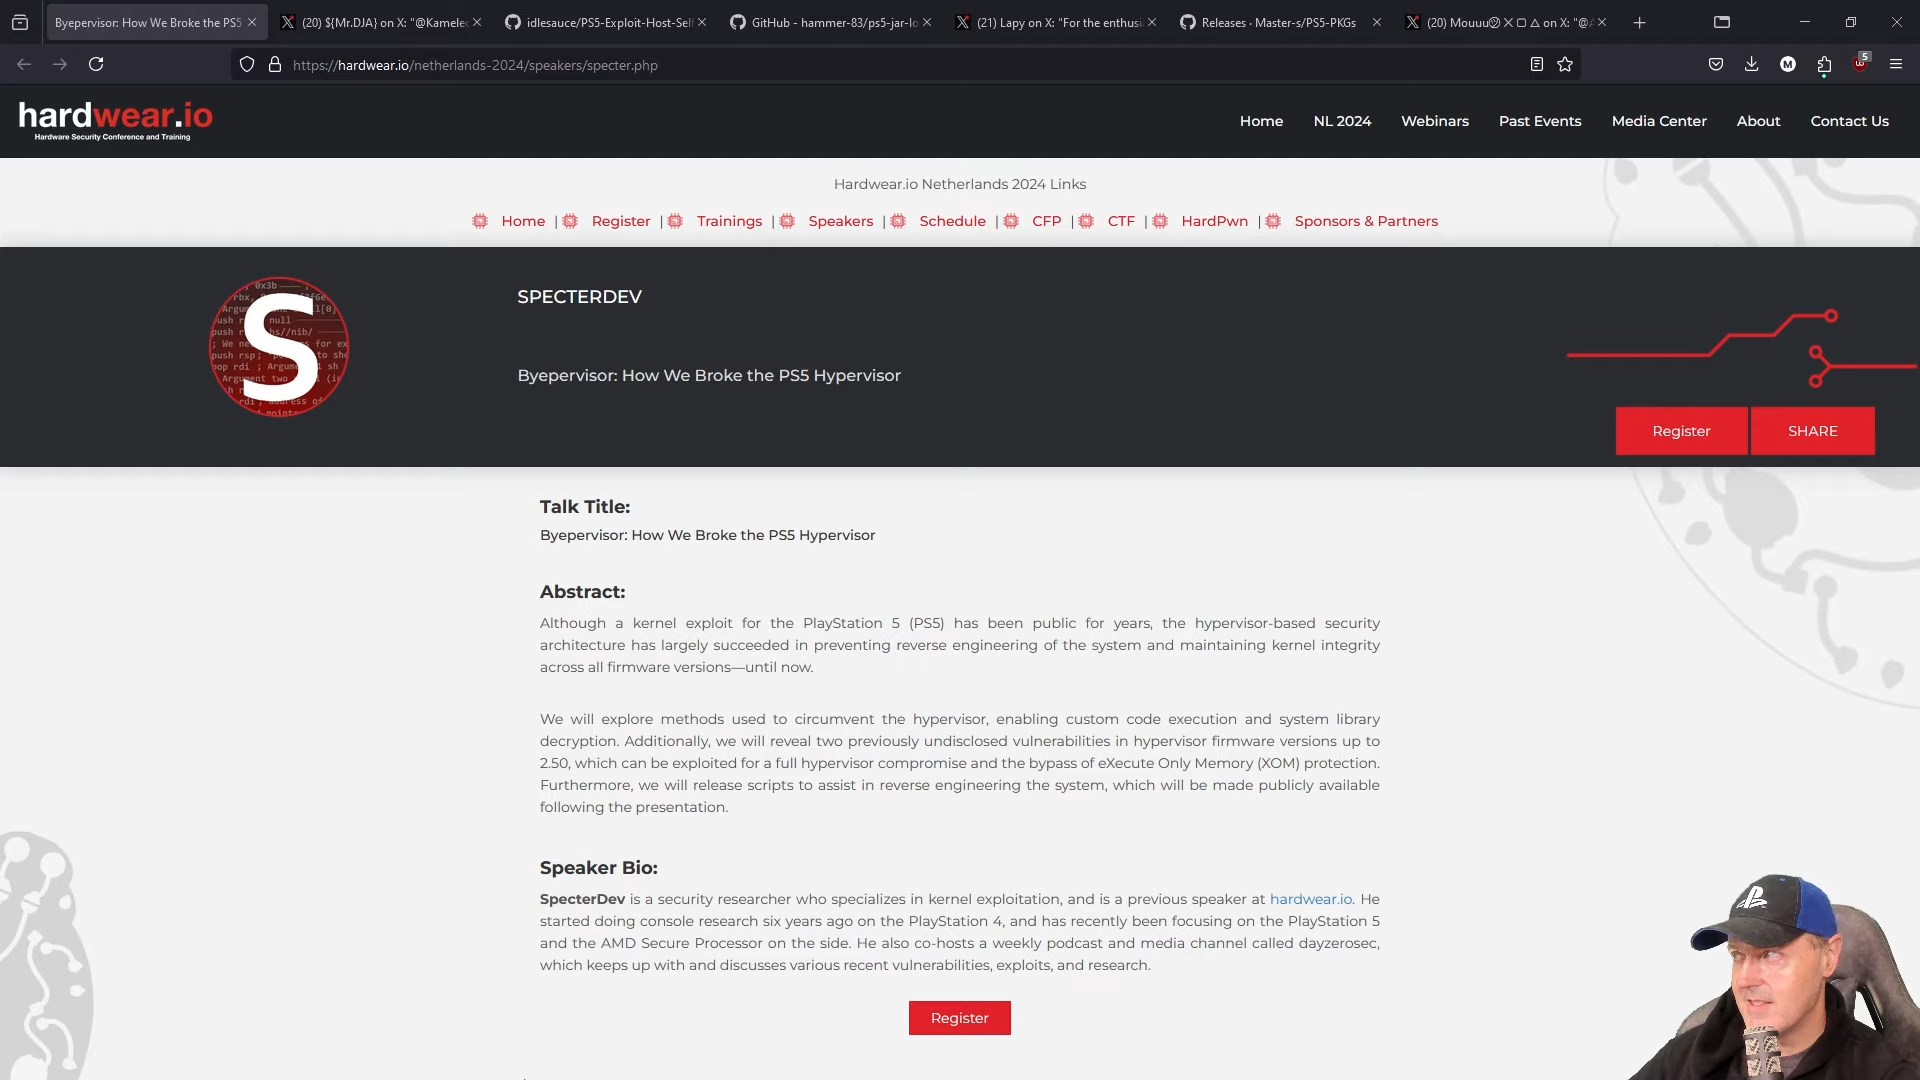 Byepervisor: How We Broke the PS5
(20) ${Mr.DJA} on X: "@Kamelec
idlesauce/PS5-Exploit-Host-Sel
GitHub - hammer-83/ps5-jar-lo
(21) Lapy on X: "For the enthusi
Releases · Master-s/PS5-PKGs
(20) Mouuu
on X: "@
https://hardwear.io/netherlands-2024/speakers/specter.php
M
5
hardwear.io
Hardware Security Conference and Training
Home
NL 2024
Webinars
Past Events
Media Center
About
Contact Us
Hardwear.io Netherlands 2024 Links
Home | Register | Trainings | Speakers | Schedule | CFP | CTF | HardPwn | Sponsors & Partners
S
SPECTERDEV
Byepervisor: How We Broke the PS5 Hypervisor
Register
SHARE
Talk Title:
Byepervisor: How We Broke the PS5 Hypervisor
Abstract:
Although a kernel exploit for the PlayStation 5 (PS5) has been public for years, the hypervisor-based security
architecture has largely succeeded in preventing reverse engineering of the system and maintaining kernel integrity
across all firmware versions—until now.
We will explore methods used to circumvent the hypervisor, enabling custom code execution and system library
decryption. Additionally, we will reveal two previously undisclosed vulnerabilities in hypervisor firmware versions up to
2.50, which can be exploited for a full hypervisor compromise and the bypass of eXecute Only Memory (XOM) protection.
Furthermore, we will release scripts to assist in reverse engineering the system, which will be made publicly available
following the presentation.
Speaker Bio:
SpecterDev is a security researcher who specializes in kernel exploitation, and is a previous speaker at hardwear.io. He
started doing console research six years ago on the PlayStation 4, and has recently been focusing on the PlayStation 5
and the AMD Secure Processor on the side. He also co-hosts a weekly podcast and media channel called dayzerosec,
which keeps up with and discusses various recent vulnerabilities, exploits, and research.
Register